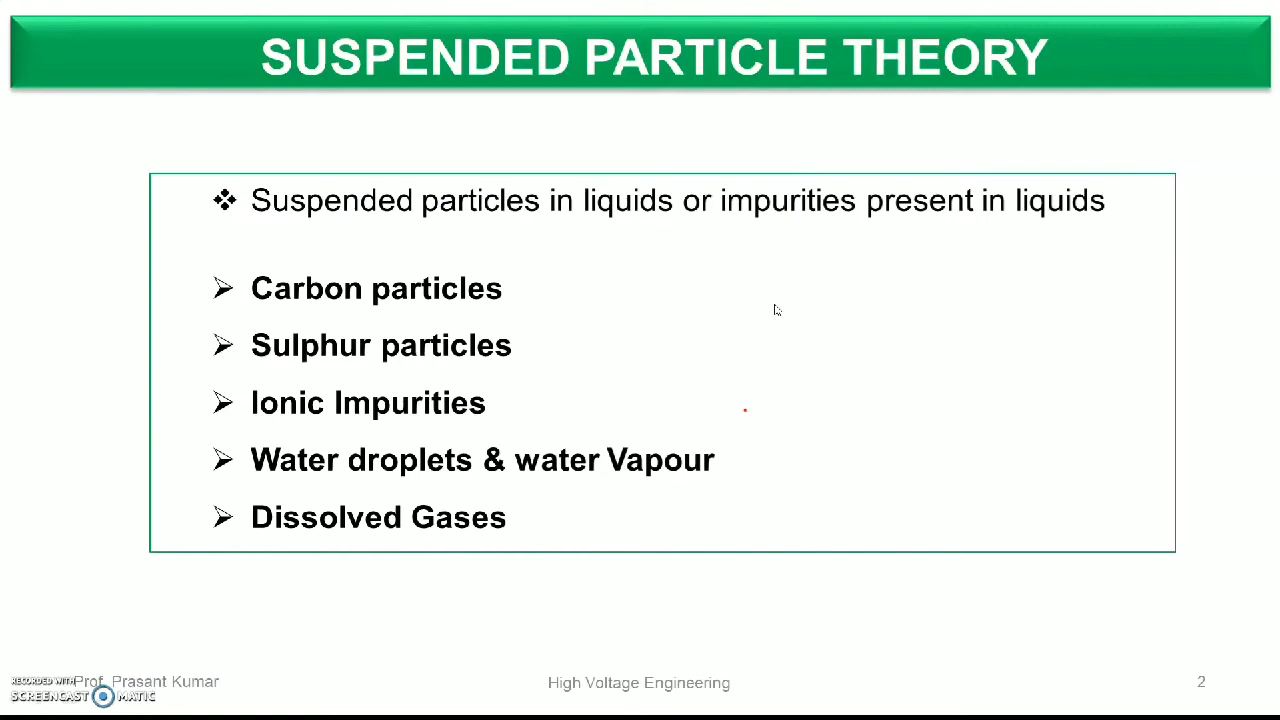 SUSPENDED PARTICLE THEORY
❖ Suspended particles in liquids or impurities present in liquids
➢ Carbon particles
➢ Sulphur particles
➢ Ionic Impurities
➢ Water droplets & water Vapour
➢ Dissolved Gases
RECORDED WITH
SCREENCAST MATIC
Prof. Prasant Kumar
High Voltage Engineering
2